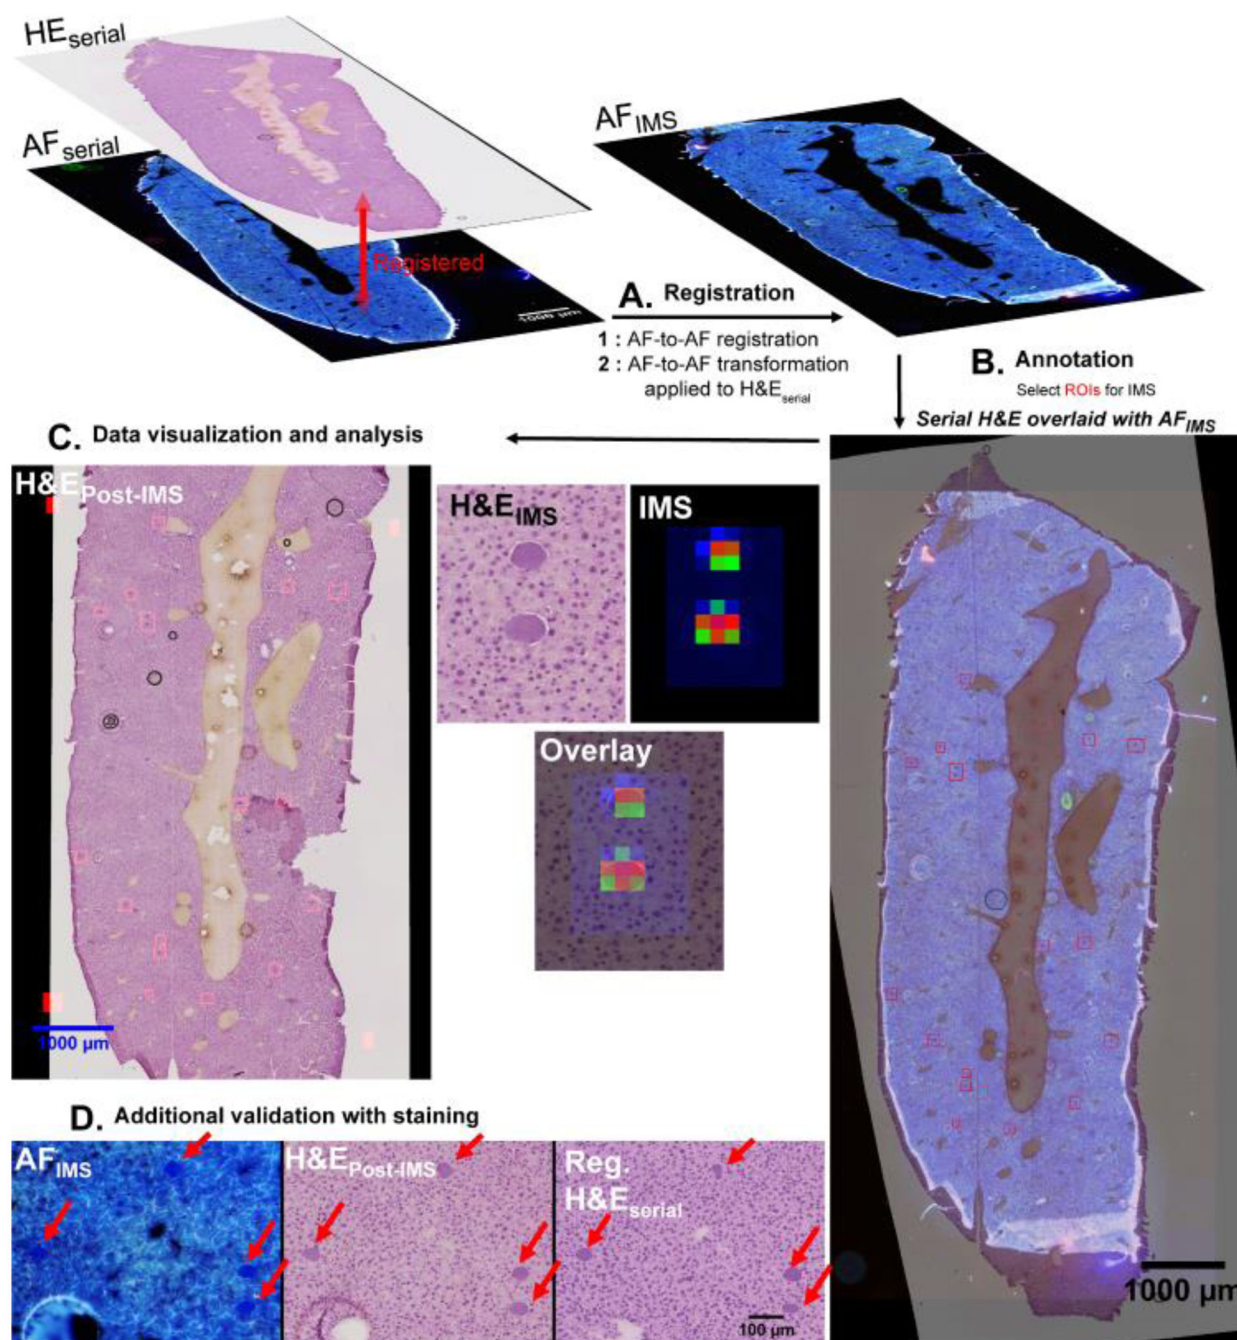 HEserial
AFserial
Registered
1000 µm
AFIMS
A. Registration
1 : AF-to-AF registration
2 : AF-to-AF transformation
applied to H&Eserial
B. Annotation
Select ROIs for IMS
Serial H&E overlaid with AFIMS
C. Data visualization and analysis
H&EPost-IMS
H&EIMS
IMS
Overlay
1000 µm
1000 µm
D. Additional validation with staining
AFIMS
H&EPost-IMS
Reg.
H&Eserial
100 µm